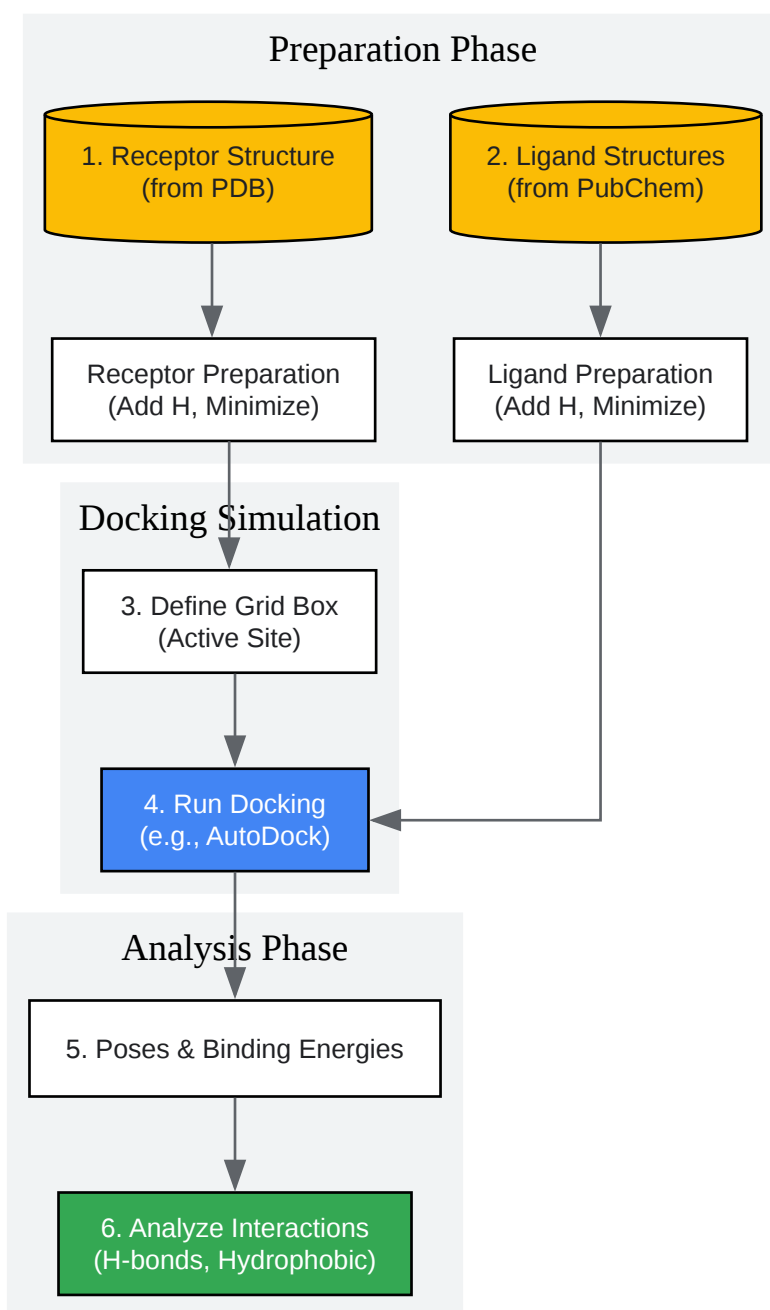 Preparation Phase
1. Receptor Structure
(from PDB)
2. Ligand Structures
(from PubChem)
Receptor Preparation
(Add H, Minimize)
Ligand Preparation
(Add H, Minimize)
Docking Simulation
3. Define Grid Box
(Active Site)
4. Run Docking
(e.g., AutoDock)
Analysis Phase
5. Poses & Binding Energies
6. Analyze Interactions
(H-bonds, Hydrophobic)